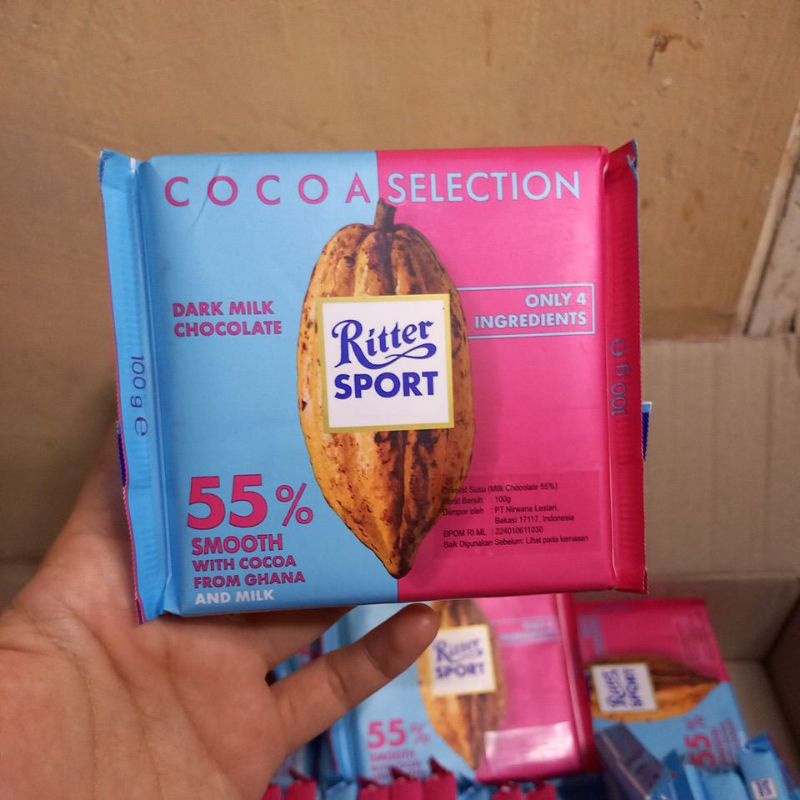 COCOA SELECTION
DARK MILK
CHOCOLATE
ONLY 4
INGREDIENTS
Ritter
SPORT
100 g e
100 g e
55%
SMOOTH
WITH COCOA
FROM GHANA
AND MILK
Cokelat Susu (Milk Chocolate 55%)
Berat Bersih : 100g
Diimpor oleh : PT Nirwana Lestari,
Bekasi 17117, Indonesia
BPOM RI ML : 224010611030
Baik Digunakan Sebelum: Lihat pada kemasan
Ritter
SPORT
55%
SMOOTH
Ritter
SPORT
55%